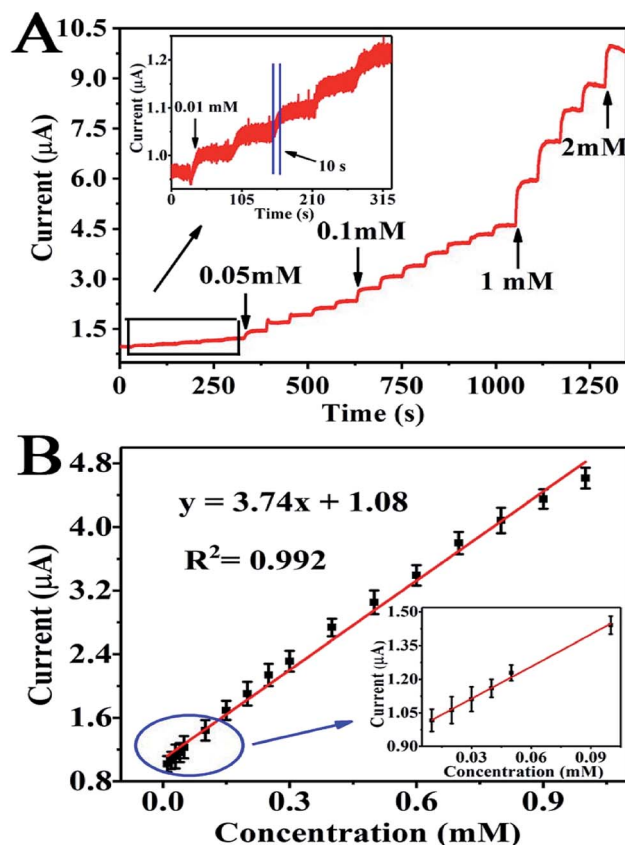 A
10.5
9.0
7.5
6.0
4.5
3.0
1.5
Current (μA)
0 250 500 750 1000 1250
Time (s)
1.2
1.1
1.0
Current (μA)
0 105 210 315
Time (s)
0.01 mM
10 s
0.05mM
0.1mM
1 mM
2mM
B
4.8
4.0
3.2
2.4
1.6
0.8
Current (μA)
0.0 0.3 0.6 0.9
Concentration (mM)
y = 3.74x + 1.08
R²= 0.992
1.50
1.35
1.20
1.05
0.90
Current (μA)
0.03 0.06 0.09
Concentration (mM)